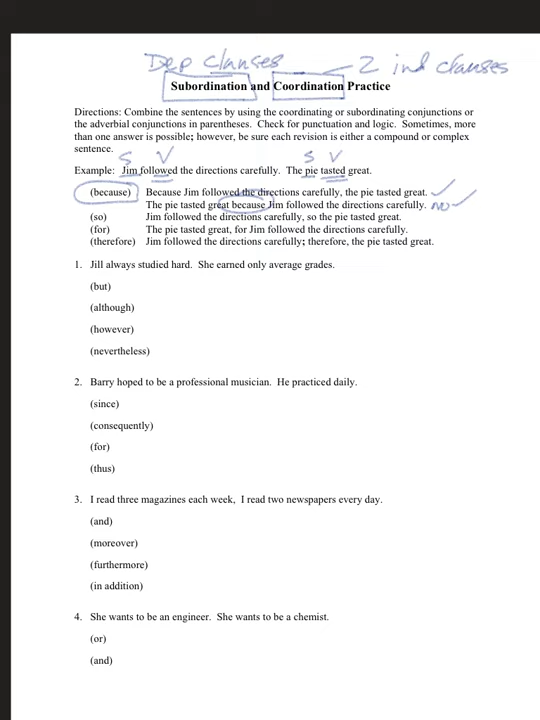 Dep Clauses
2 ind clauses
Subordination and Coordination Practice
Directions: Combine the sentences by using the coordinating or subordinating conjunctions or
the adverbial conjunctions in parentheses. Check for punctuation and logic. Sometimes, more
than one answer is possible; however, be sure each revision is either a compound or complex
sentence.
S V S V
Example: Jim followed the directions carefully. The pie tasted great.
(because) Because Jim followed the directions carefully, the pie tasted great.
The pie tasted great because Jim followed the directions carefully. NO
(so) Jim followed the directions carefully, so the pie tasted great.
(for) The pie tasted great, for Jim followed the directions carefully.
(therefore) Jim followed the directions carefully; therefore, the pie tasted great.
1. Jill always studied hard. She earned only average grades.
(but)
(although)
(however)
(nevertheless)
2. Barry hoped to be a professional musician. He practiced daily.
(since)
(consequently)
(for)
(thus)
3. I read three magazines each week, I read two newspapers every day.
(and)
(moreover)
(furthermore)
(in addition)
4. She wants to be an engineer. She wants to be a chemist.
(or)
(and)